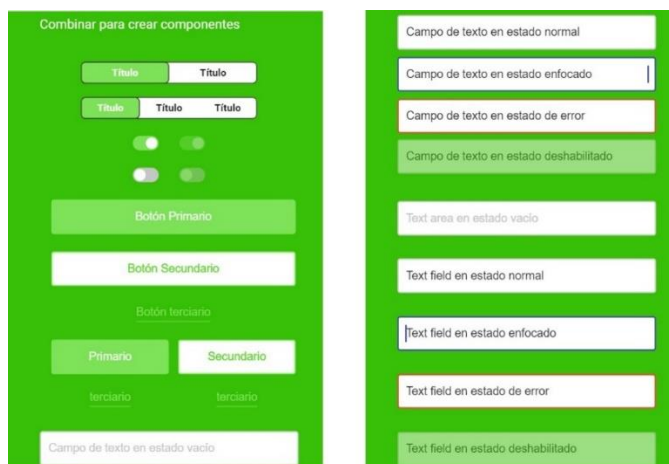 Combinar para crear componentes
Título Título
Título Título Título
Botón Primario
Botón Secundario
Botón terciario
Primario Secundario
terciario terciario
Campo de texto en estado vacío
Campo de texto en estado normal
Campo de texto en estado enfocado
Campo de texto en estado de error
Campo de texto en estado deshabilitado
Text area en estado vacío
Text field en estado normal
Text field en estado enfocado
Text field en estado de error
Text field en estado deshabilitado